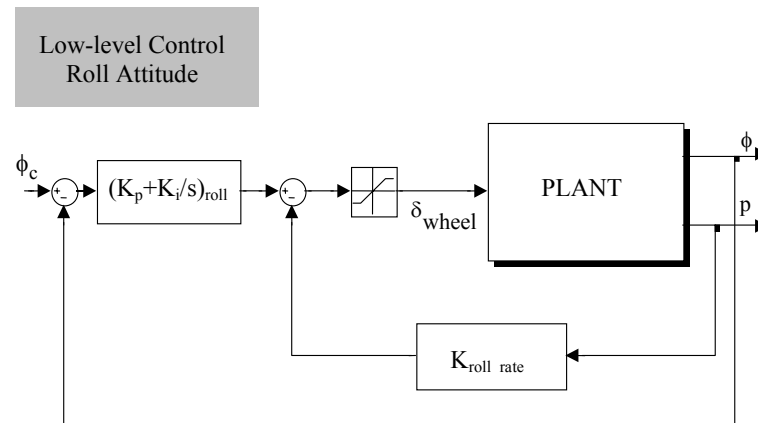 Low-level Control
Roll Attitude
ϕc
+
-
(Kp+Ki/s)roll
+
-
δwheel
PLANT
ϕ
p
Kroll rate